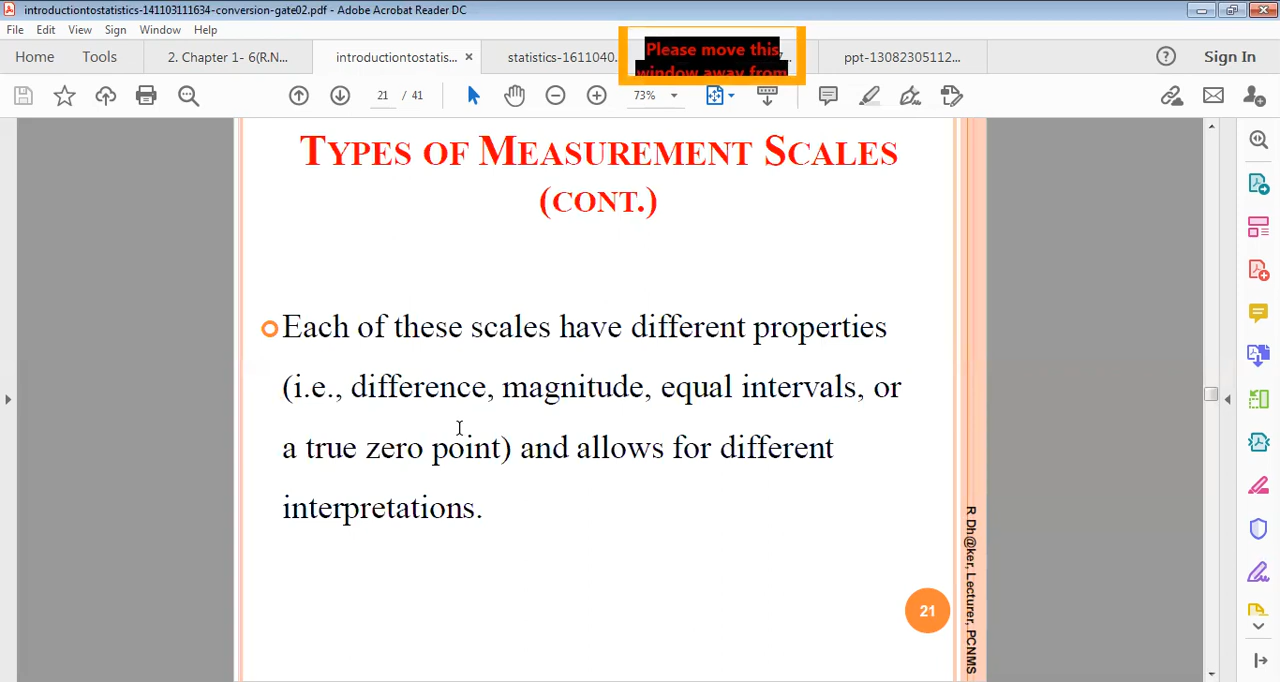 introductiontostatistics-141103111634-conversion-gate02.pdf - Adobe Acrobat Reader DC
File Edit View Sign Window Help
Home Tools 2. Chapter 1- 6(R.N... introductiontostatis... × statistics-1611040. ... ppt-13082305112... Sign In
Please move this
window away from
21 / 41 73%
TYPES OF MEASUREMENT SCALES
(CONT.)
Each of these scales have different properties
(i.e., difference, magnitude, equal intervals, or
a true zero point) and allows for different
interpretations.
R Dh@ker, Lecturer, PCNMS
21